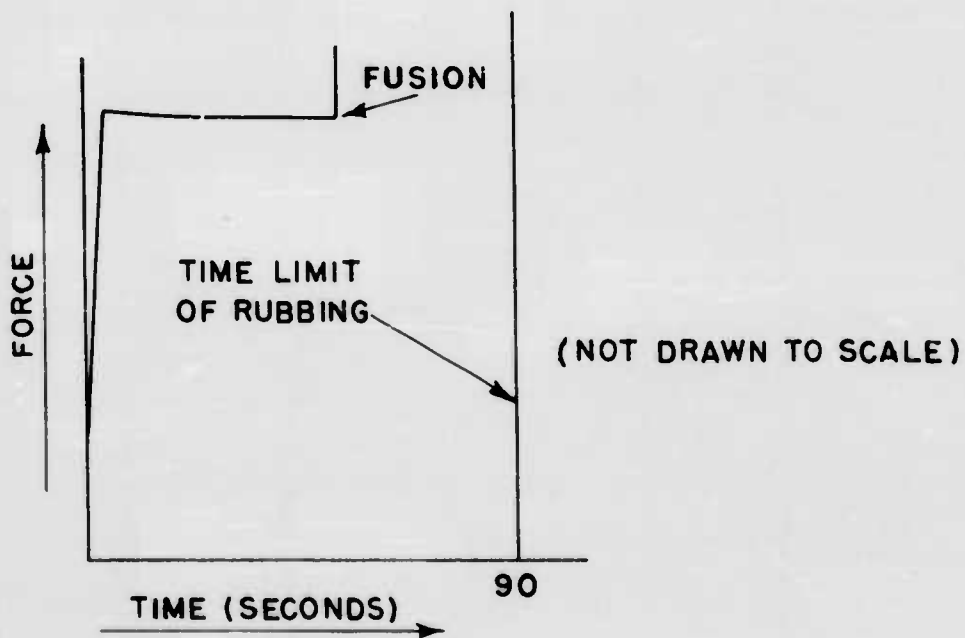 FUSION
FORCE
TIME LIMIT
OF RUBBING
(NOT DRAWN TO SCALE)
90
TIME (SECONDS)